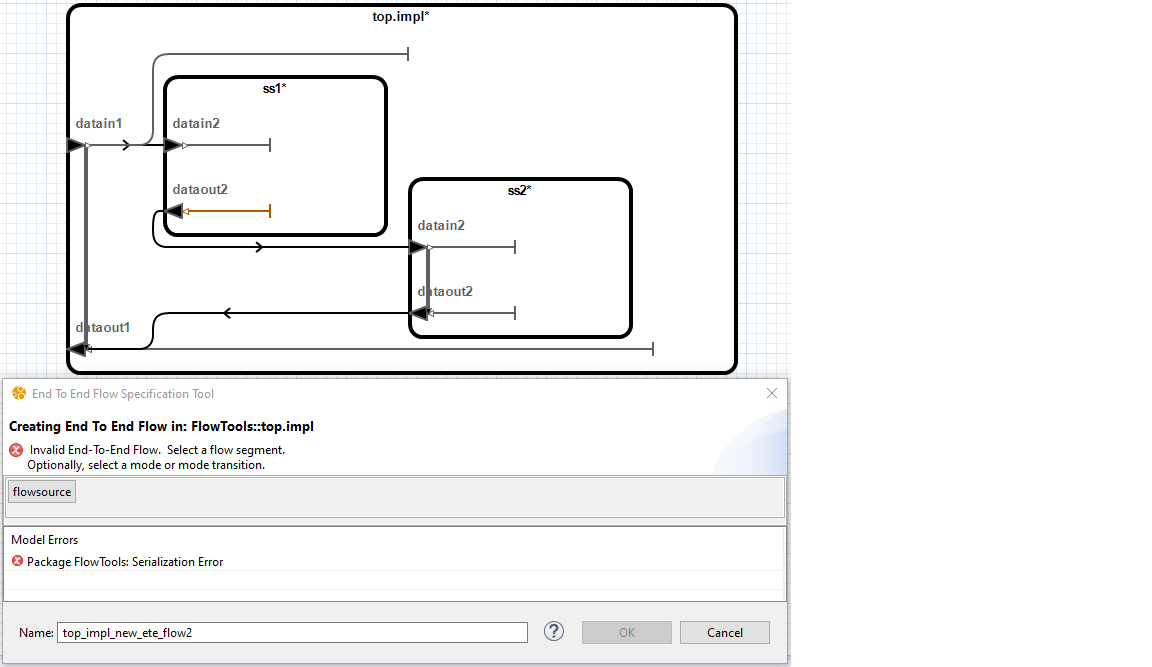 top.impl*
ss1*
datain1
datain2
dataout2
ss2*
datain2
dataout2
dataout1
End To End Flow Specification Tool
Creating End To End Flow in: FlowTools::top.impl
Invalid End-To-End Flow. Select a flow segment.
Optionally, select a mode or mode transition.
flowsource
Model Errors
Package FlowTools: Serialization Error
Name: top_impl_new_ete_flow2
?
OK
Cancel